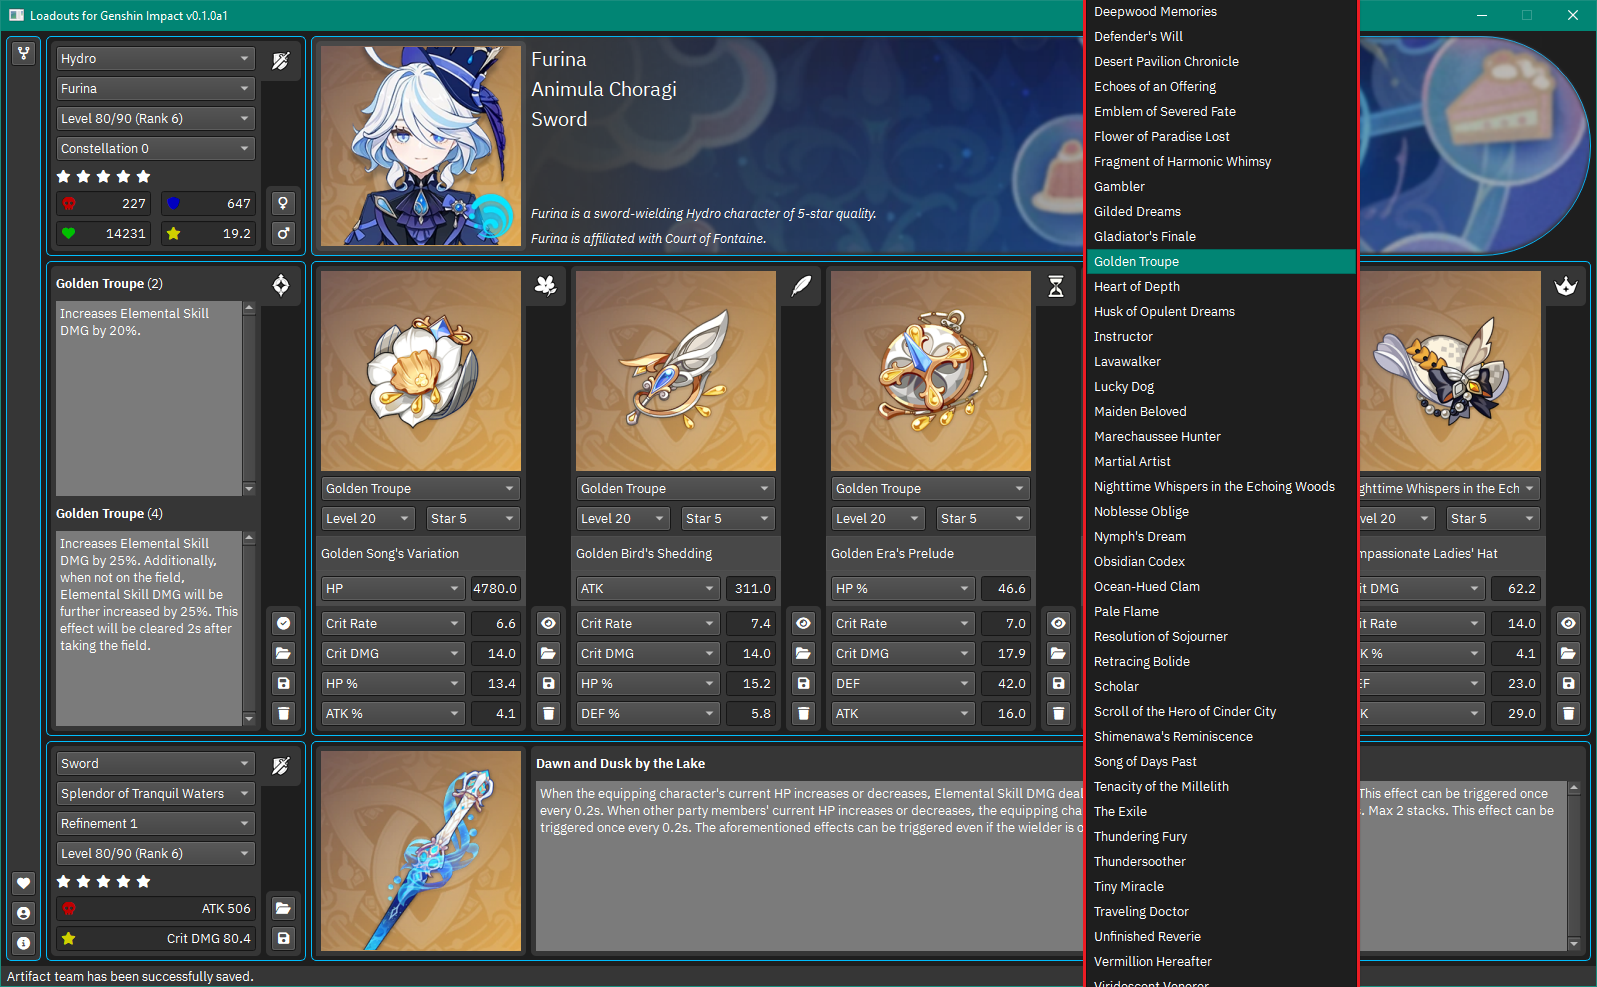 Loadouts for Genshin Impact v0.1.0a1
Hydro
Furina
Level 80/90 (Rank 6)
Constellation 0
227
647
14231
19.2
Furina
Animula Choragi
Sword
Furina is a sword-wielding Hydro character of 5-star quality.
Furina is affiliated with Court of Fontaine.
Golden Troupe (2)
Increases Elemental Skill
DMG by 20%.
Golden Troupe (4)
Increases Elemental Skill
DMG by 25%. Additionally,
when not on the field,
Elemental Skill DMG will be
further increased by 25%. This
effect will be cleared 2s after
taking the field.
Golden Troupe
Level 20
Star 5
Golden Song's Variation
HP
4780.0
Crit Rate
6.6
Crit DMG
14.0
HP %
13.4
ATK %
4.1
Golden Troupe
Level 20
Star 5
Golden Bird's Shedding
ATK
311.0
Crit Rate
7.4
Crit DMG
14.0
HP %
15.2
DEF %
5.8
Golden Troupe
Level 20
Star 5
Golden Era's Prelude
HP %
46.6
Crit Rate
7.0
Crit DMG
17.9
DEF
42.0
ATK
16.0
Deepwood Memories
Defender's Will
Desert Pavilion Chronicle
Echoes of an Offering
Emblem of Severed Fate
Flower of Paradise Lost
Fragment of Harmonic Whimsy
Gambler
Gilded Dreams
Gladiator's Finale
Golden Troupe
Heart of Depth
Husk of Opulent Dreams
Instructor
Lavawalker
Lucky Dog
Maiden Beloved
Marechaussee Hunter
Martial Artist
Nighttime Whispers in the Echoing Woods
Noblesse Oblige
Nymph's Dream
Obsidian Codex
Ocean-Hued Clam
Pale Flame
Resolution of Sojourner
Retracing Bolide
Scholar
Scroll of the Hero of Cinder City
Shimenawa's Reminiscence
Song of Days Past
Tenacity of the Millelith
The Exile
Thundering Fury
Thundersoother
Tiny Miracle
Traveling Doctor
Unfinished Reverie
Vermillion Hereafter
Viridescent Venerer
ghttime Whispers in the Ech
vel 20
Star 5
mpassionate Ladies' Hat
it DMG
62.2
it Rate
14.0
K %
4.1
EF
23.0
K
29.0
Sword
Splendor of Tranquil Waters
Refinement 1
Level 80/90 (Rank 6)
ATK 506
Crit DMG 80.4
Dawn and Dusk by the Lake
When the equipping character's current HP increases or decreases, Elemental Skill DMG deal This effect can be triggered once
every 0.2s. When other party members' current HP increases or decreases, the equipping cha s. Max 2 stacks. This effect can be
triggered once every 0.2s. The aforementioned effects can be triggered even if the wielder is o
Artifact team has been successfully saved.